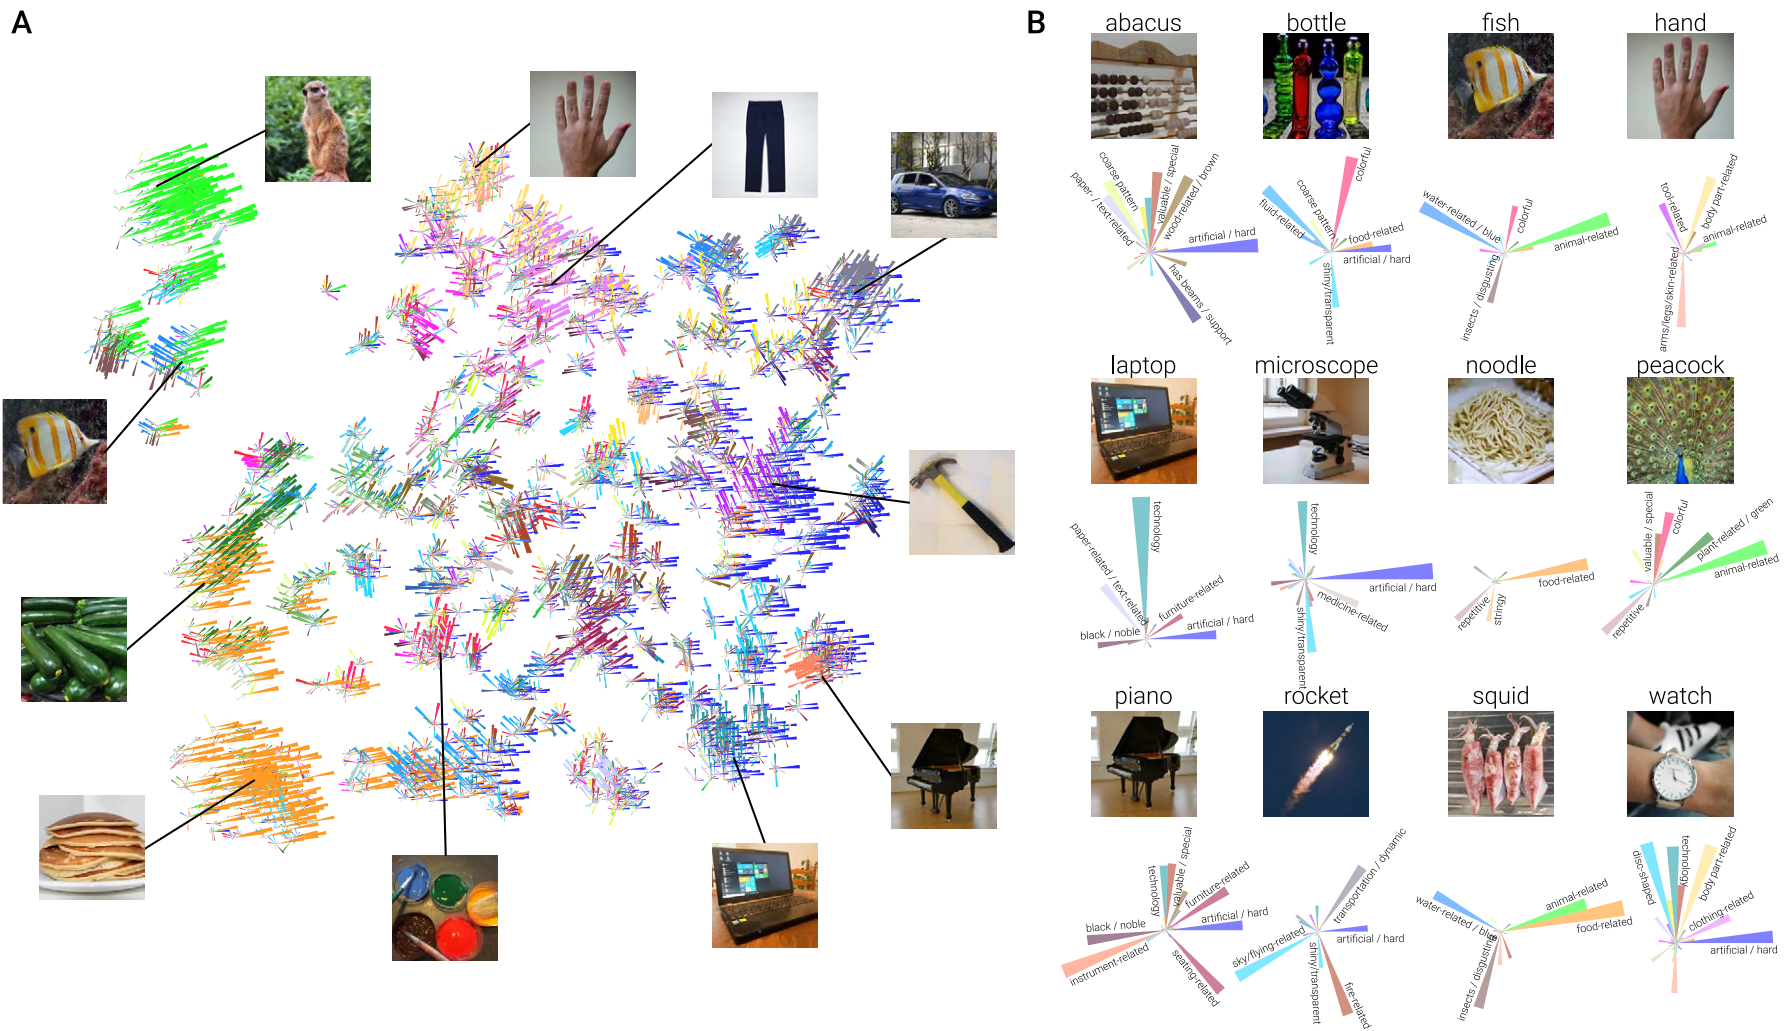 A
B
abacus
bottle
fish
hand
coarse pattern
paper- / text-related
valuable / special
wood-related / brown
artificial / hard
has beams / support
colorful
coarse pattern
fluid-related
food-related
artificial / hard
shiny/transparent
water-related / blue
colorful
animal-related
insects / disgusting
tool-related
body part-related
animal-related
arms/legs/skin-related
laptop
microscope
noodle
peacock
technology
paper-related / text-related
furniture-related
black / noble
artificial / hard
technology
artificial / hard
medicine-related
shiny/transparent
food-related
repetitive
stringy
valuable / special
colorful
plant-related / green
animal-related
repetitive
piano
rocket
squid
watch
technology
valuable / special
furniture-related
black / noble
artificial / hard
instrument-related
seating-related
transportation / dynamic
sky/flying-related
artificial / hard
shiny/transparent
fire-related
water-related / blue
animal-related
food-related
insects / disgusting
disc-shaped
technology
body part-related
clothing-related
artificial / hard